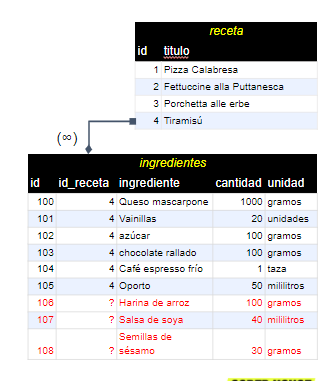 receta
id titulo
1 Pizza Calabresa
2 Fettuccine alla Puttanesca
3 Porchetta alle erbe
4 Tiramisú
(∞)
ingredientes
id id_receta ingrediente cantidad unidad
100 4 Queso mascarpone 1000 gramos
101 4 Vainillas 20 unidades
102 4 azúcar 100 gramos
103 4 chocolate rallado 100 gramos
104 4 Café espresso frío 1 taza
105 4 Oporto 50 mililitros
106 ? Harina de arroz 100 gramos
107 ? Salsa de soya 40 mililitros
Semillas de
108 ? sésamo 30 gramos